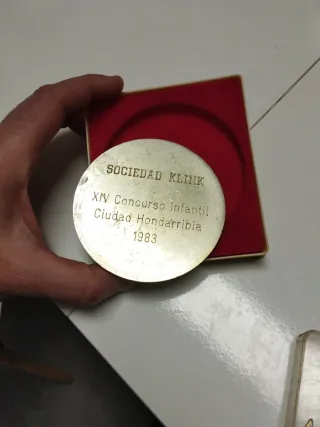 SOCIEDAD KLINK
XIV Concurso Infantil
Ciudad Hondarribia
1983